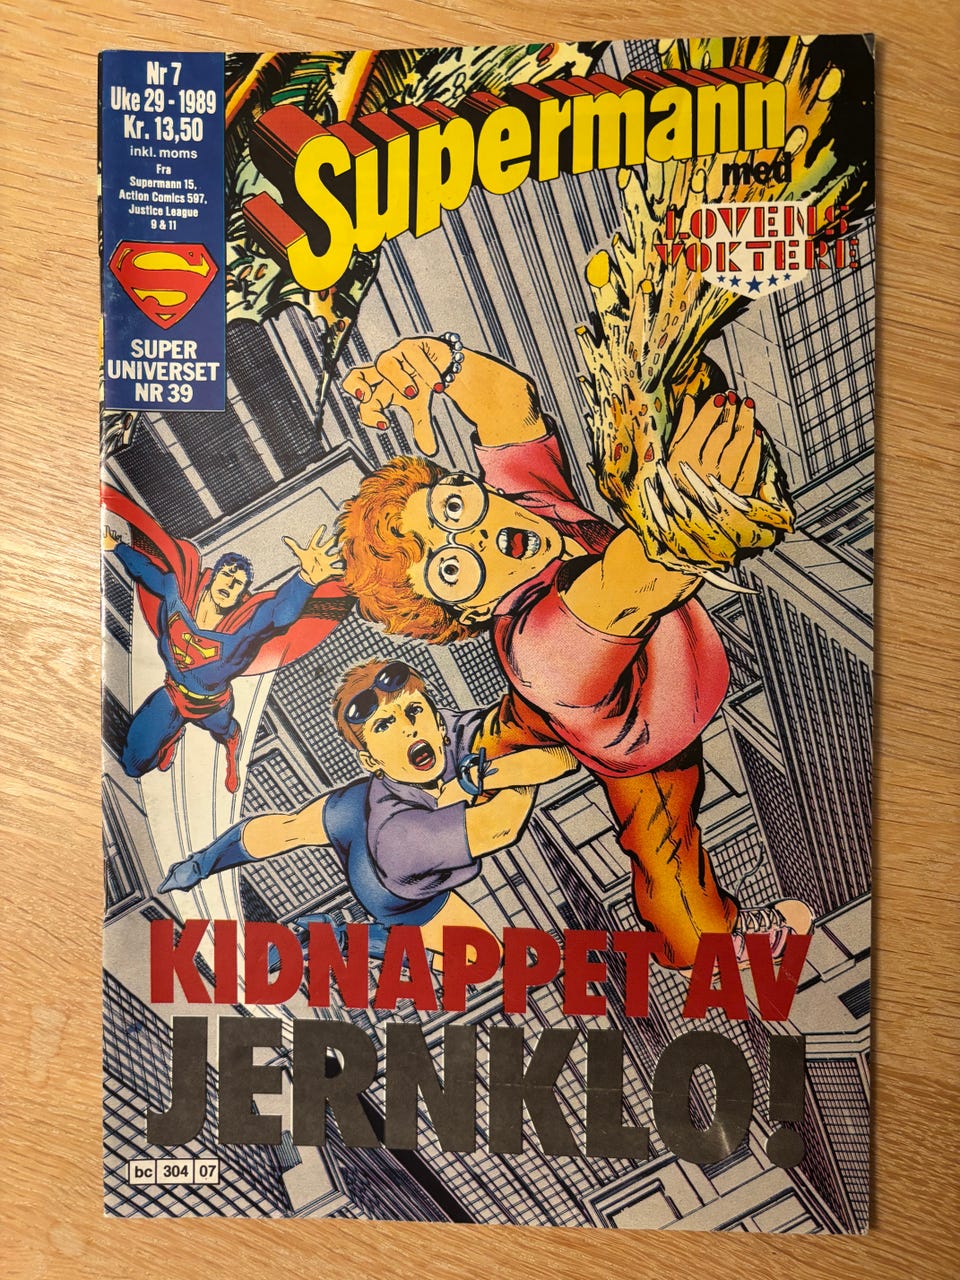 Nr 7
Uke 29 - 1989
Kr. 13,50
inkl. moms
Fra
Supermann 15,
Action Comics 597,
Justice League
9 & 11
S
SUPER
UNIVERSET
NR 39
Supermann
med
LOVENS
VOKTERE
S
KIDNAPPET AV
JERNKLO!
bc 304 07